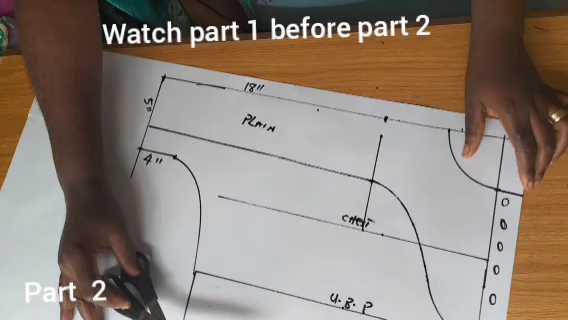 Watch part 1 before part 2
18"
5"
PLAIN
4"
CHEST
U.B.P
Part 2